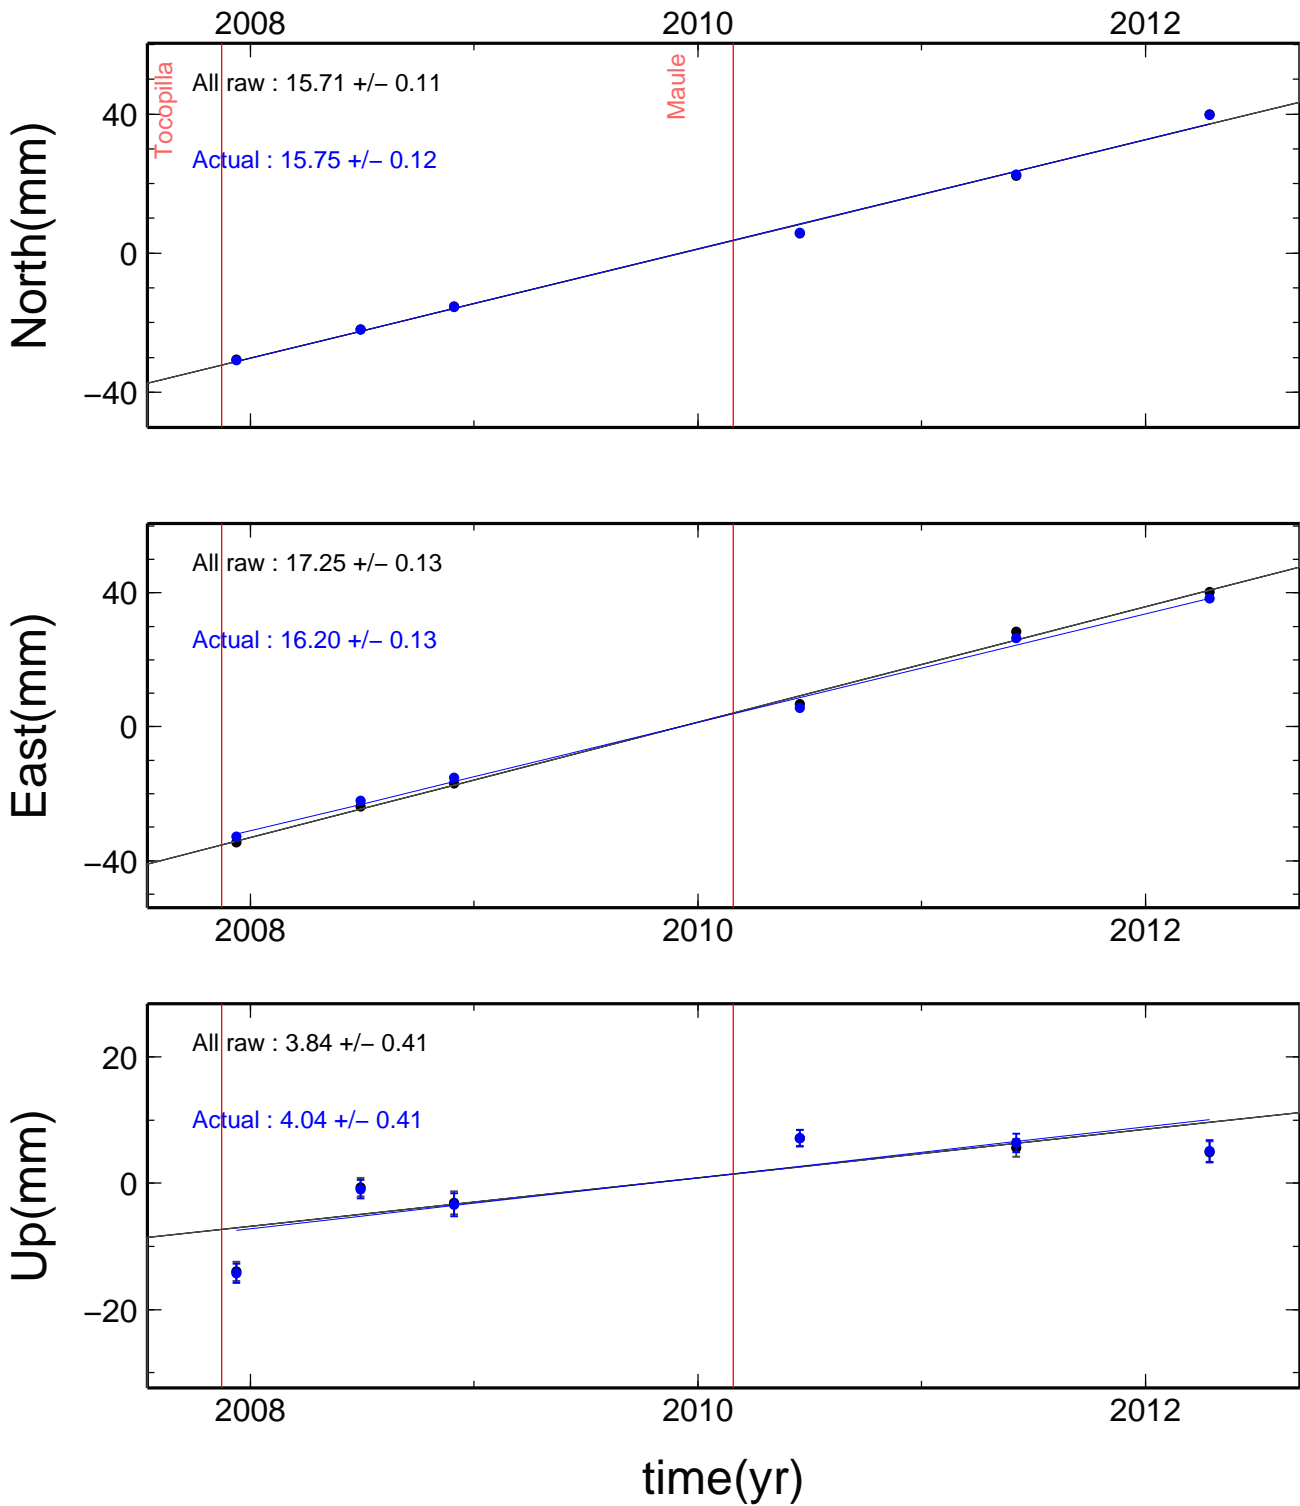 2008 2010 2012
Tocopilla
Maule
All raw : 15.71 +/− 0.11
Actual : 15.75 +/− 0.12
40
0
−40
North(mm)
All raw : 17.25 +/− 0.13
Actual : 16.20 +/− 0.13
40
0
−40
East(mm)
2008 2010 2012
All raw : 3.84 +/− 0.41
Actual : 4.04 +/− 0.41
20
0
−20
Up(mm)
2008 2010 2012
time(yr)